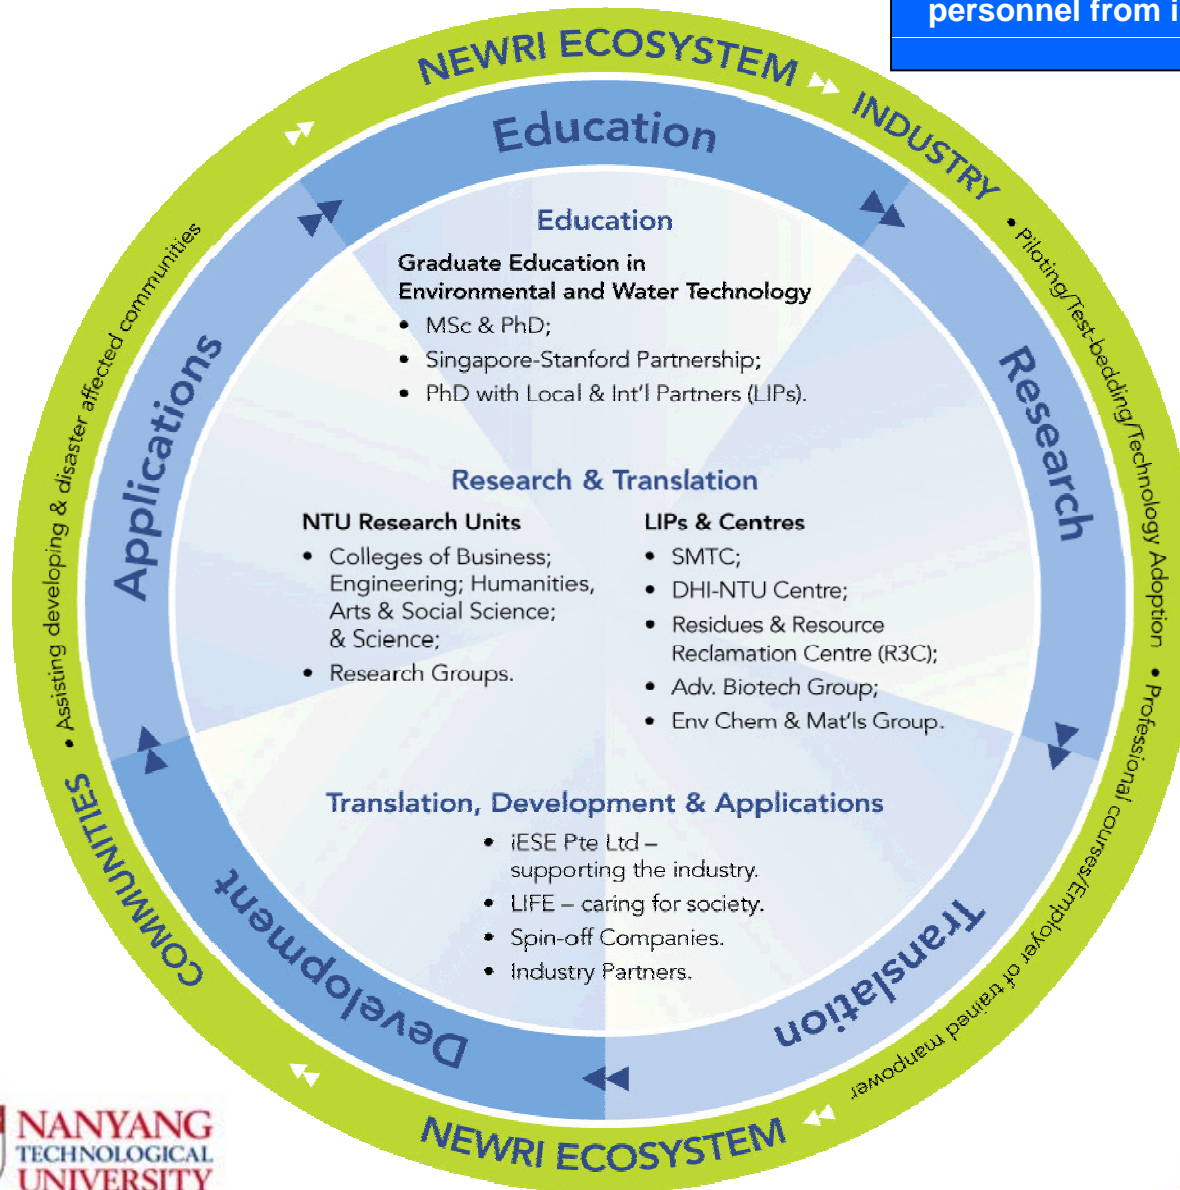 personnel from i
NEWRI ECOSYSTEM
INDUSTRY
• Piloting/Test-bedding/Technology Adoption • Professional courses/Employer of trained manpower
NEWRI ECOSYSTEM
COMMUNITIES
• Assisting developing & disaster affected communities
Education
Research
Translation
Development
Applications
Education
Graduate Education in
Environmental and Water Technology
• MSc & PhD;
• Singapore-Stanford Partnership;
• PhD with Local & Int'l Partners (LIPs).
Research & Translation
NTU Research Units
• Colleges of Business;
Engineering; Humanities,
Arts & Social Science;
& Science;
• Research Groups.
LIPs & Centres
• SMTC;
• DHI-NTU Centre;
• Residues & Resource
Reclamation Centre (R3C);
• Adv. Biotech Group;
• Env Chem & Mat'ls Group.
Translation, Development & Applications
• iESE Pte Ltd –
supporting the industry.
• LIFE – caring for society.
• Spin-off Companies.
• Industry Partners.
NANYANG
TECHNOLOGICAL
UNIVERSITY